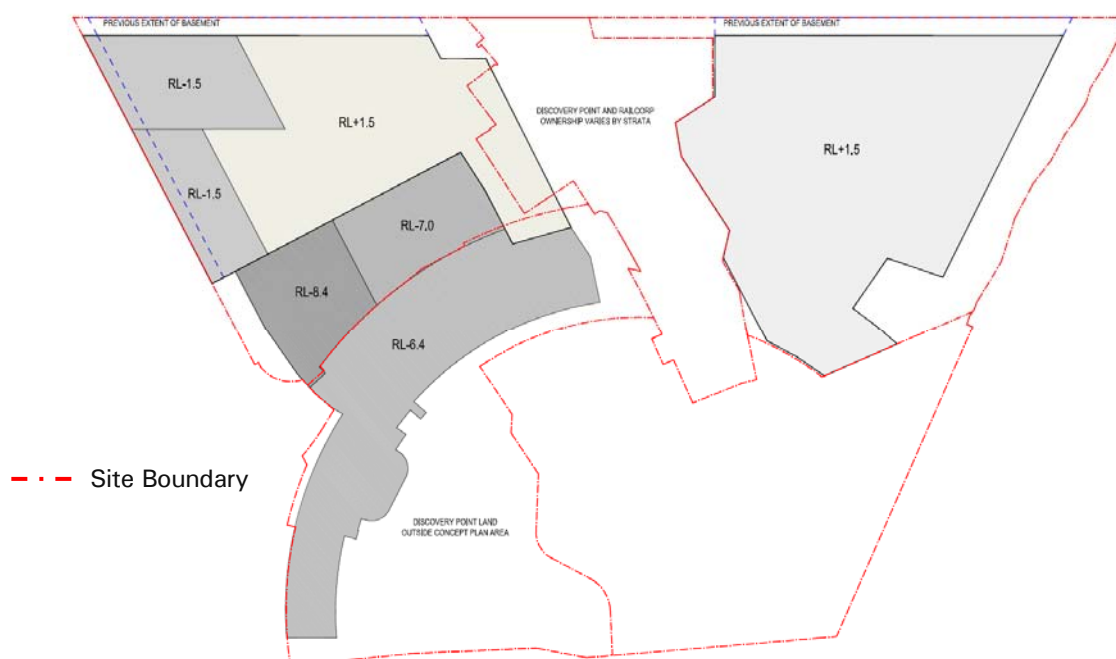 PREVIOUS EXTENT OF BASEMENT
PREVIOUS EXTENT OF BASEMENT
RL-1.5
DISCOVERY POINT AND RAILCORP
OWNERSHIP VARIES BY STRATA
RL+1.5
RL+1.5
RL-1.5
RL-7.0
RL-8.4
RL-6.4
Site Boundary
DISCOVERY POINT LAND
OUTSIDE CONCEPT PLAN AREA